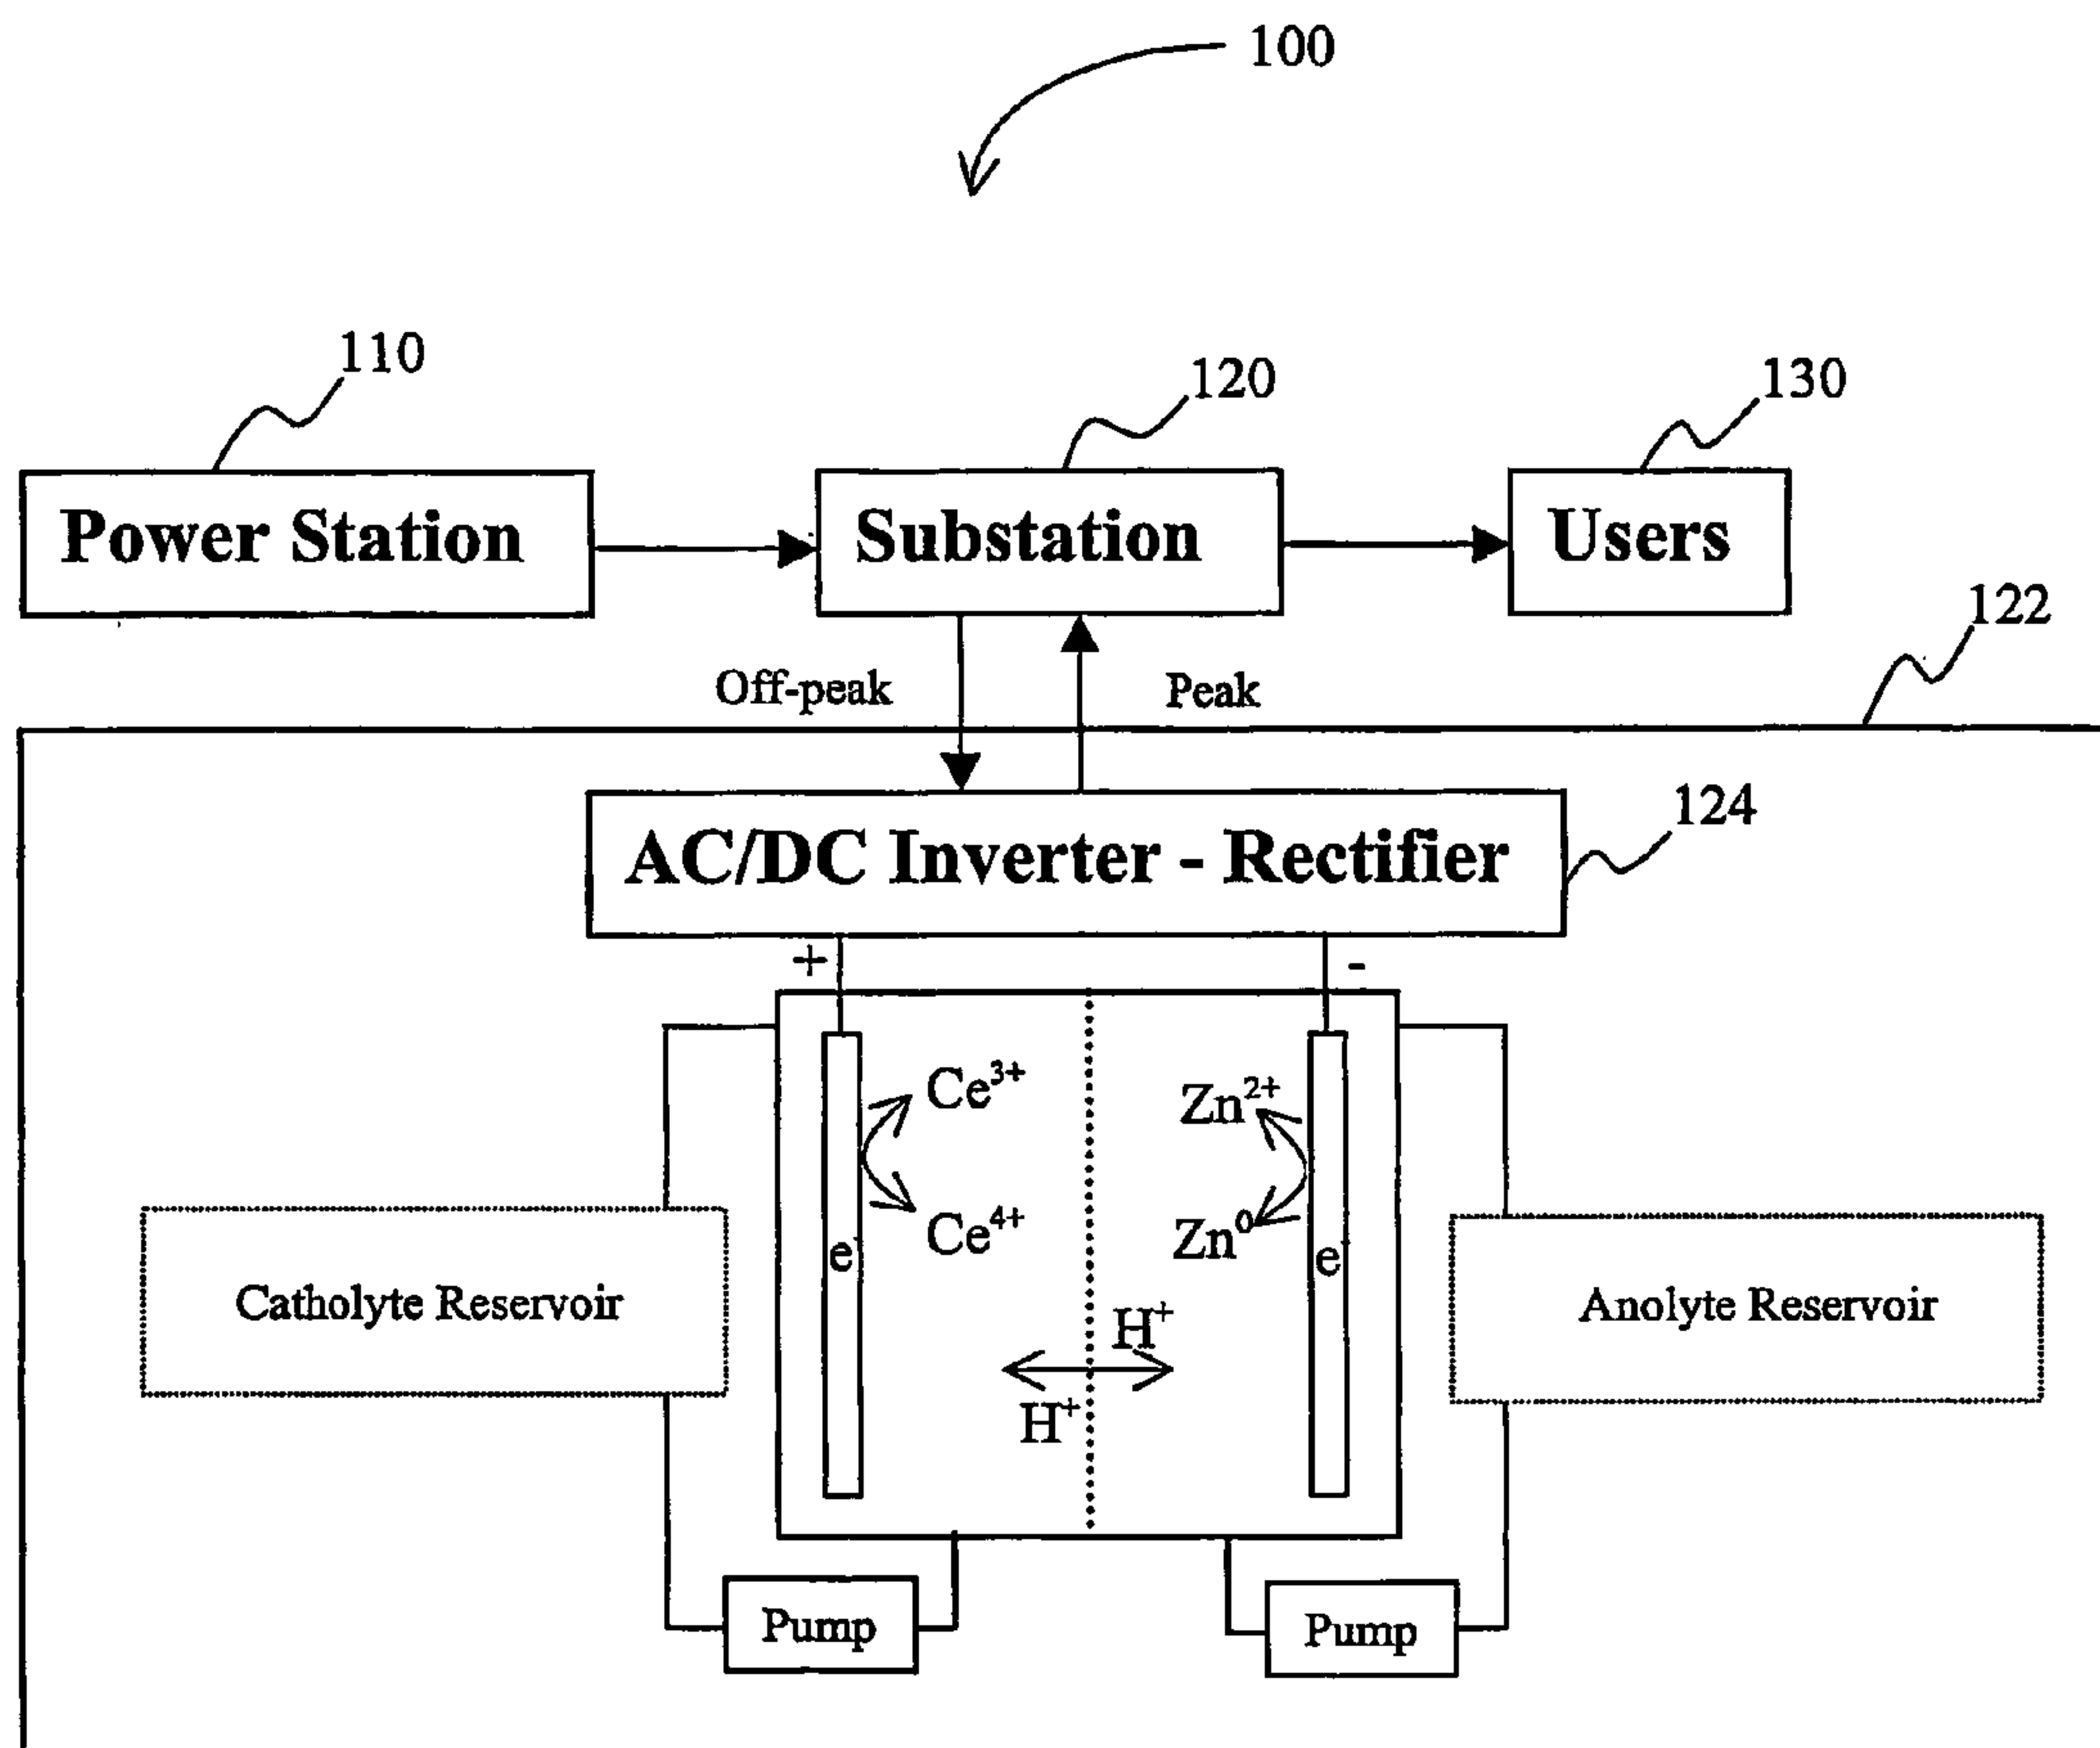 100
110
120
130
Power Station
Substation
Users
122
Off-peak
Peak
124
AC/DC Inverter - Rectifier
+
-
Ce³⁺
Zn²⁺
Ce⁴⁺
Zn⁰
e⁻
e⁻
Catholyte Reservoir
Anolyte Reservoir
H⁺
H⁺
Pump
Pump